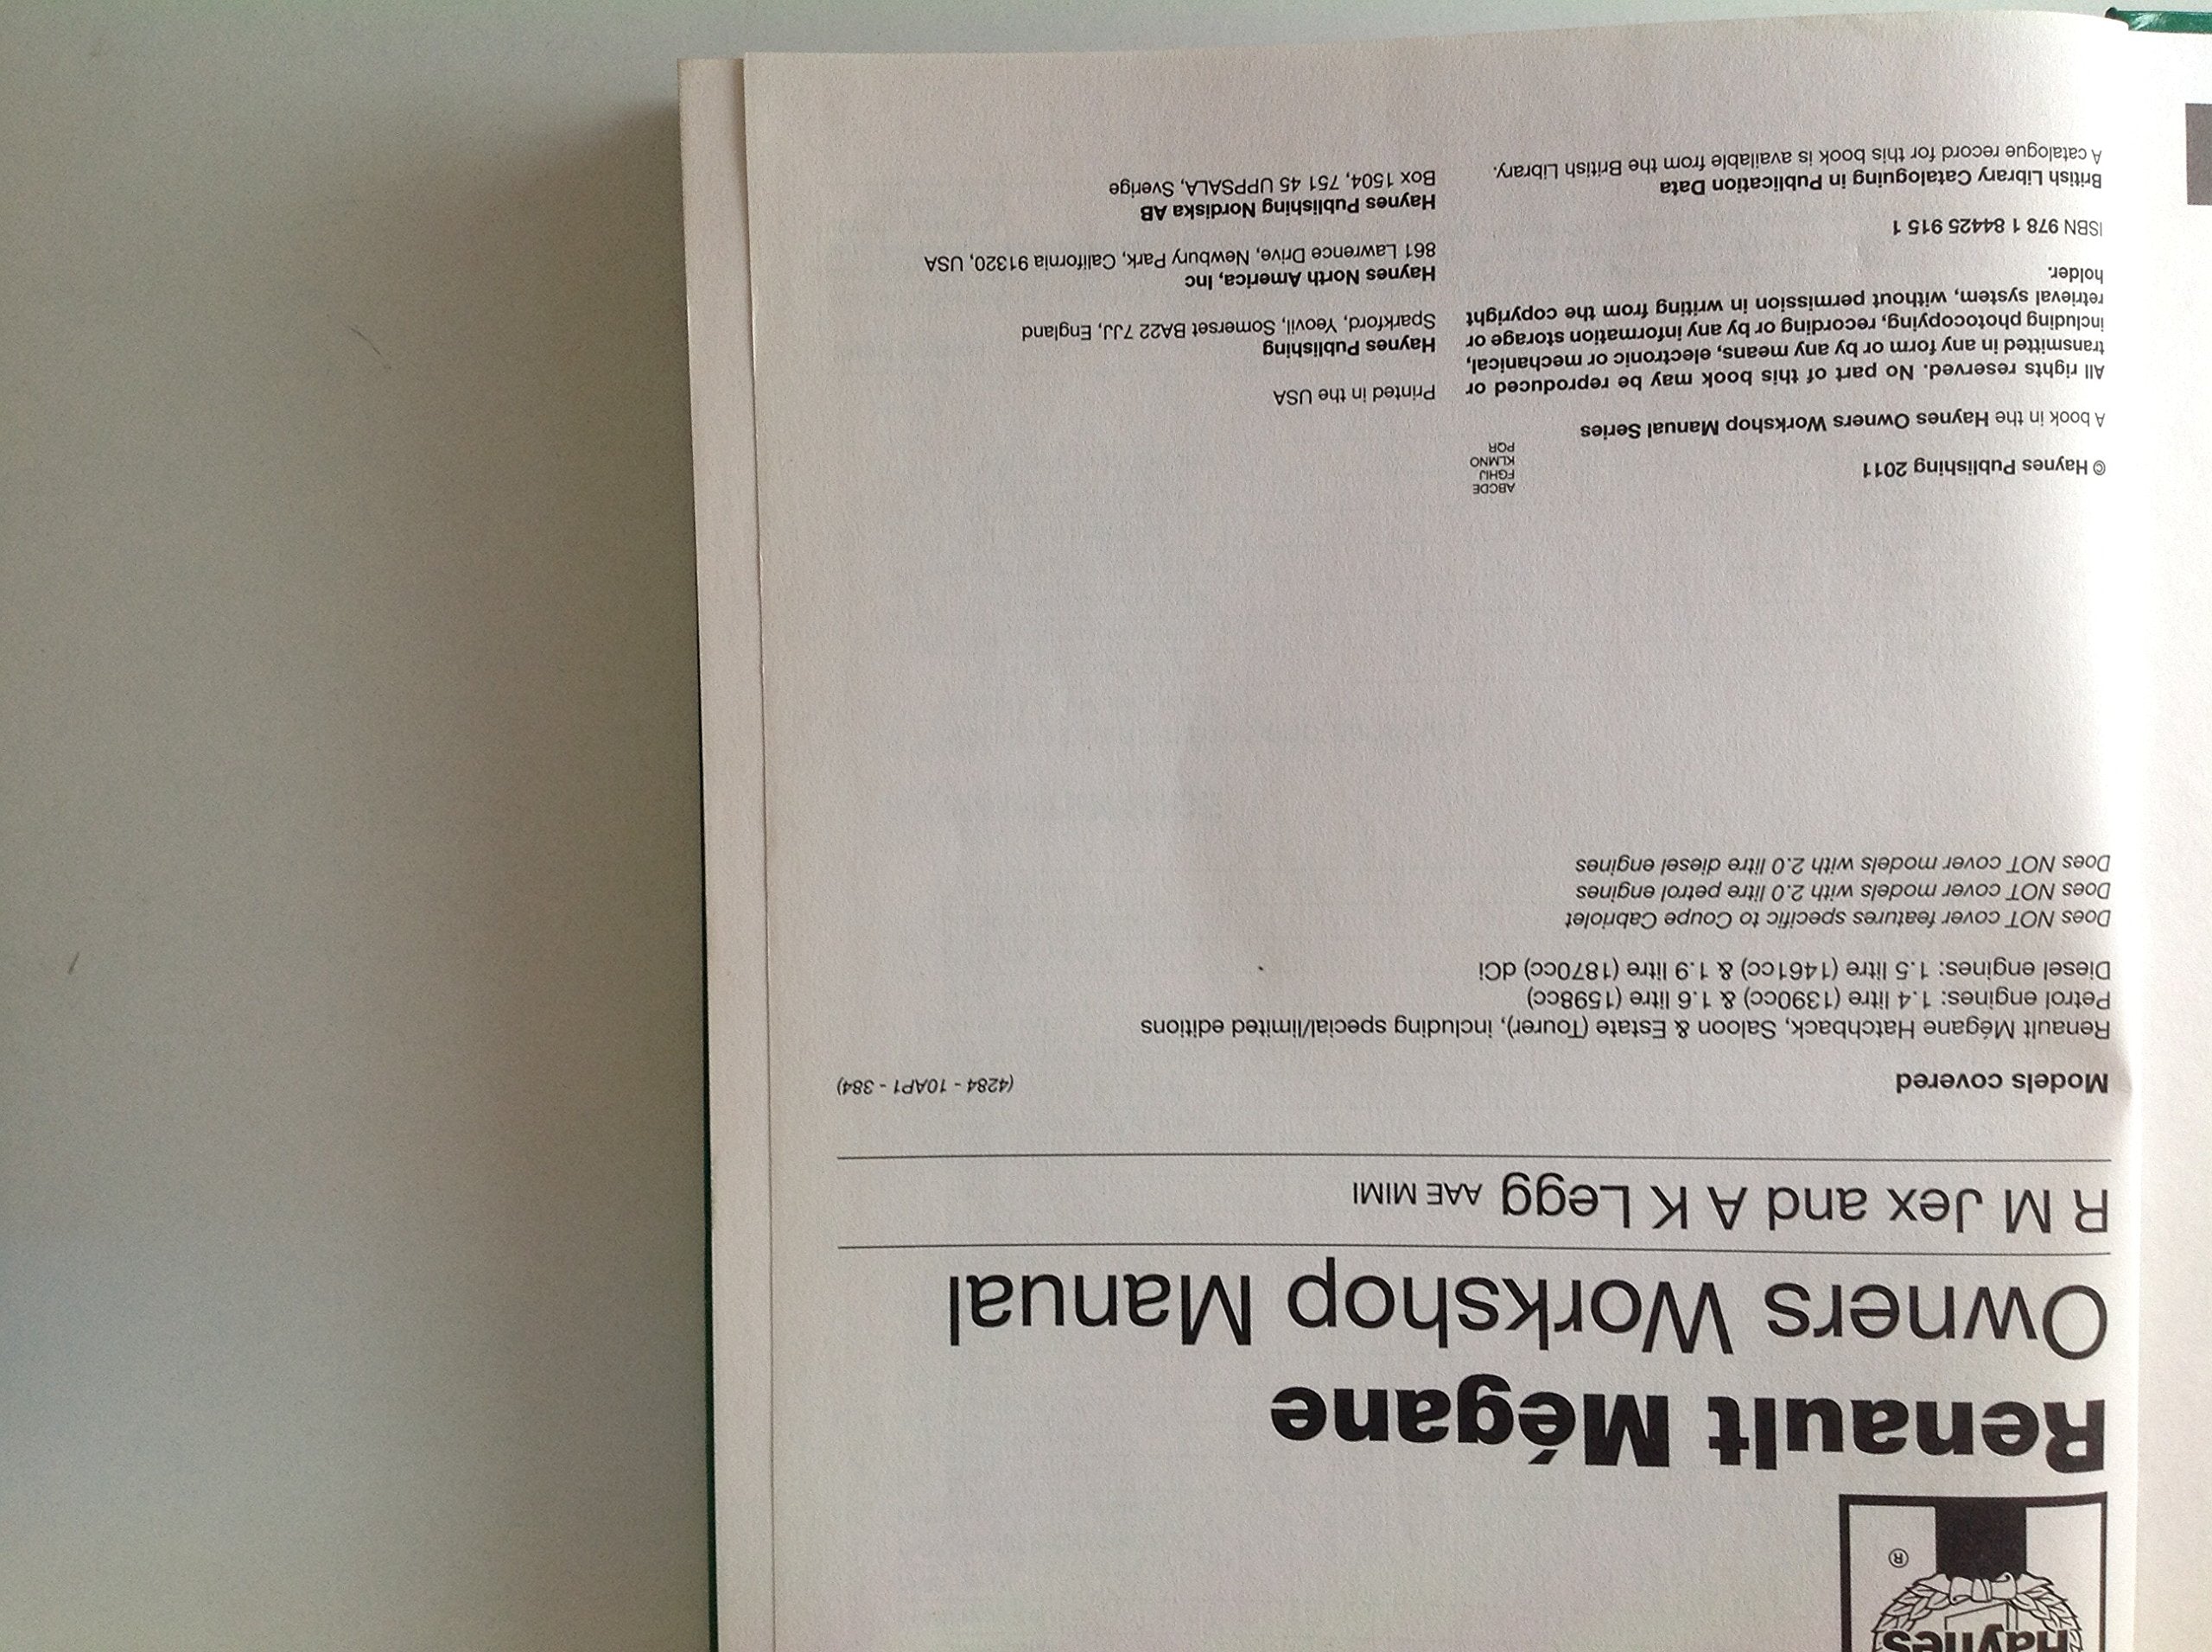 Haynes
®
Renault Mégane
Owners Workshop Manual
R M Jex and A K Legg AAE MIMI
Models covered
(4284 - 10AP1 - 384)
Renault Mégane Hatchback, Saloon & Estate (Tourer), including special/limited editions
Petrol engines: 1.4 litre (1390cc) & 1.6 litre (1598cc)
Diesel engines: 1.5 litre (1461cc) & 1.9 litre (1870cc) dCi
Does NOT cover features specific to Coupe Cabriolet
Does NOT cover models with 2.0 litre petrol engines
Does NOT cover models with 2.0 litre diesel engines
© Haynes Publishing 2011
ABCDE
FGHIJ
KLMNO
PQR
A book in the Haynes Owners Workshop Manual Series
All rights reserved. No part of this book may be reproduced or
transmitted in any form or by any means, electronic or mechanical,
including photocopying, recording or by any information storage or
retrieval system, without permission in writing from the copyright
holder.
ISBN 978 1 84425 915 1
British Library Cataloguing in Publication Data
A catalogue record for this book is available from the British Library.
Printed in the USA
Haynes Publishing
Sparkford, Yeovil, Somerset BA22 7JJ, England
Haynes North America, Inc
861 Lawrence Drive, Newbury Park, California 91320, USA
Haynes Publishing Nordiska AB
Box 1504, 751 45 UPPSALA, Sverige